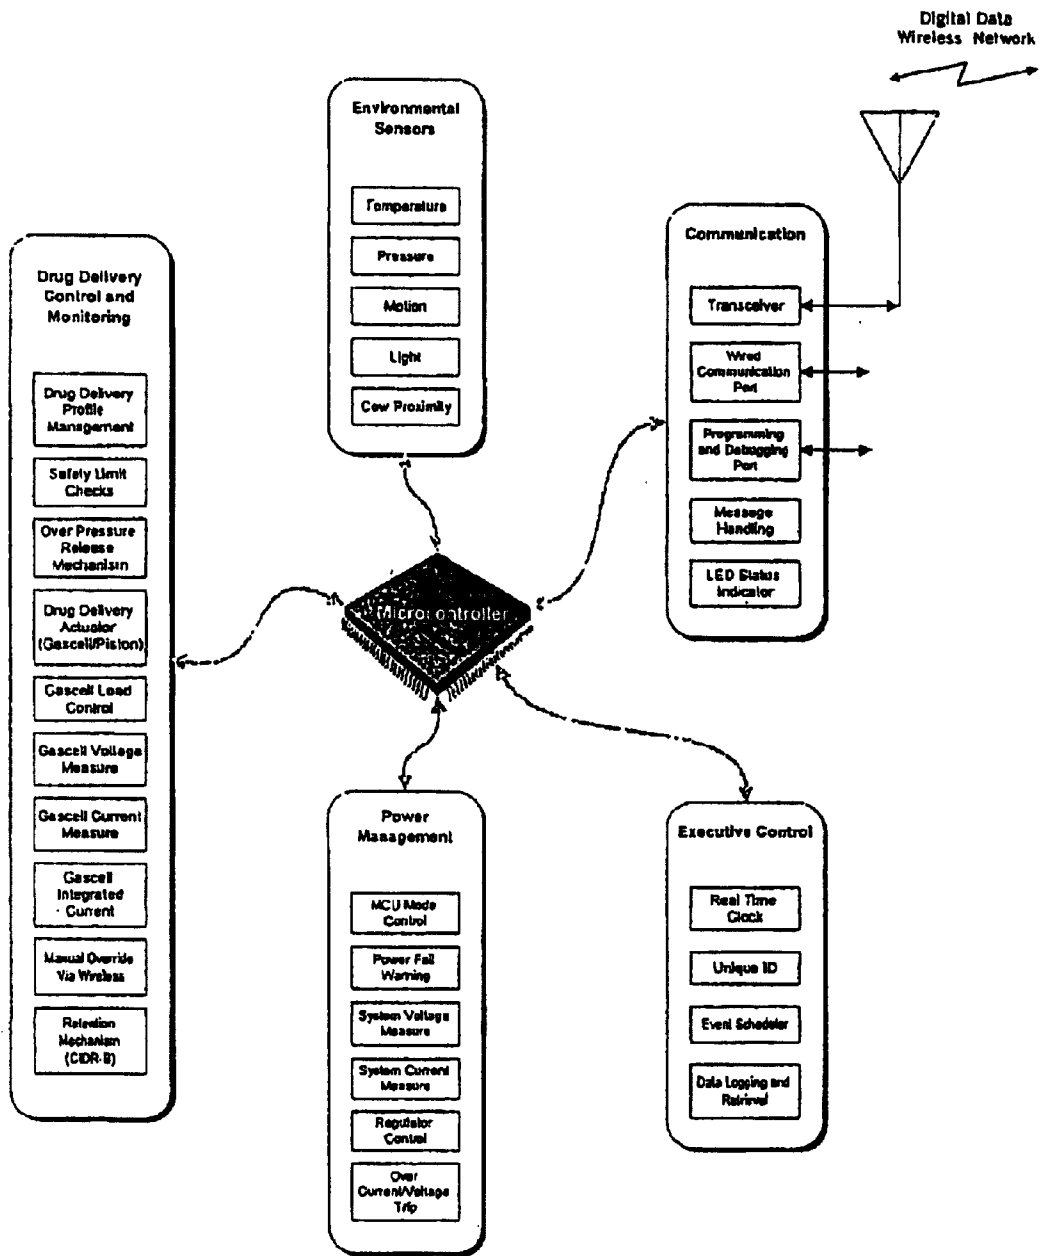 Digital Data
Wireless Network
Environmental
Sensors
Temperature
Pressure
Motion
Light
Cow Proximity
Communication
Transceiver
Wired
Communication
Port
Programming
and Debugging
Port
Message
Handling
LED Status
Indicator
Drug Delivery
Control and
Monitoring
Drug Delivery
Profile
Management
Safety Limit
Checks
Over Pressure
Release
Mechanism
Drug Delivery
Actuator
(Gascell/Piston)
Gascell Load
Control
Gascell Voltage
Measure
Gascell Current
Measure
Gascell
Integrated
Current
Manual Override
Via Wireless
Retention
Mechanism
(CIDR-B)
Microcontroller
Power
Management
MCU Mode
Control
Power Fail
Warning
System Voltage
Measure
System Current
Measure
Regulator
Control
Over
Current/Voltage
Trip
Executive Control
Real Time
Clock
Unique ID
Event Scheduler
Data Logging and
Retrieval